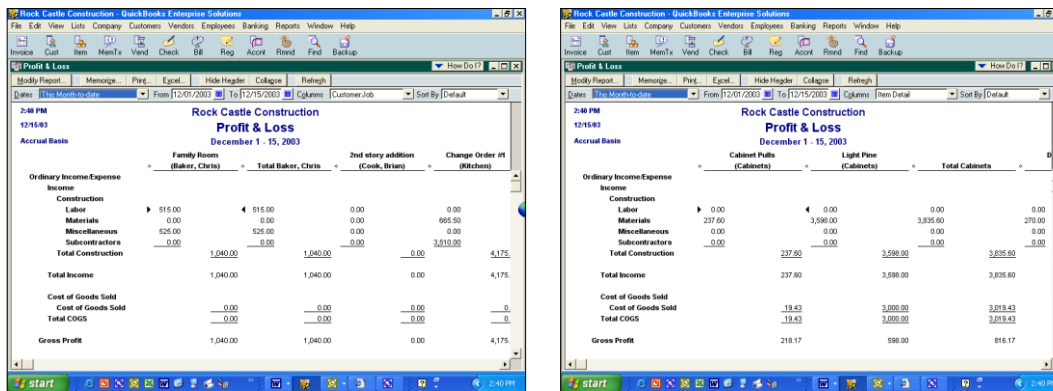 Rock Castle Construction - QuickBooks Enterprise Solutions
File Edit View Lists Company Customers Vendors Employees Banking Reports Window Help
Invoice Cust Item MemTx Vend Check Bill Reg Accnt Rmnd Find Backup
Profit & Loss How Do I?
Modify Report... Memorize... Print... Excel... Hide Header Collapse Refresh
Dates This Month-to-date From 12/01/2003 To 12/15/2003 Columns Customer:Job Sort By Default
2:40 PM Rock Castle Construction
12/15/03 Profit & Loss
Accrual Basis December 1 - 15, 2003
Family Room 2nd story addition Change Order #1
(Baker, Chris) Total Baker, Chris (Cook, Brian) (Kitchen)
Ordinary Income/Expense
Income
Construction
Labor 515.00 515.00 0.00 0.00
Materials 0.00 0.00 0.00 665.50
Miscellaneous 525.00 525.00 0.00 0.00
Subcontractors 0.00 0.00 0.00 3,510.00
Total Construction 1,040.00 1,040.00 0.00 4,175.
Total Income 1,040.00 1,040.00 0.00 4,175.
Cost of Goods Sold
Cost of Goods Sold 0.00 0.00 0.00 0.
Total COGS 0.00 0.00 0.00 0.
Gross Profit 1,040.00 1,040.00 0.00 4,175.
start 2:40 PM
Rock Castle Construction - QuickBooks Enterprise Solutions
File Edit View Lists Company Customers Vendors Employees Banking Reports Window Help
Invoice Cust Item MemTx Vend Check Bill Reg Accnt Rmnd Find Backup
Profit & Loss How Do I?
Modify Report... Memorize... Print... Excel... Hide Header Collapse Refresh
Dates This Month-to-date From 12/01/2003 To 12/15/2003 Columns Item Detail Sort By Default
2:40 PM Rock Castle Construction
12/15/03 Profit & Loss
Accrual Basis December 1 - 15, 2003
Cabinet Pulls Light Pine D
(Cabinets) (Cabinets) Total Cabinets
Ordinary Income/Expense
Income
Construction
Labor 0.00 0.00 0.00 0.00
Materials 237.60 3,598.00 3,835.60 270.00
Miscellaneous 0.00 0.00 0.00 0.00
Subcontractors 0.00 0.00 0.00 0.00
Total Construction 237.60 3,598.00 3,835.60
Total Income 237.60 3,598.00 3,835.60
Cost of Goods Sold
Cost of Goods Sold 19.43 3,000.00 3,019.43
Total COGS 19.43 3,000.00 3,019.43
Gross Profit 218.17 598.00 816.17
start 2:40 PM